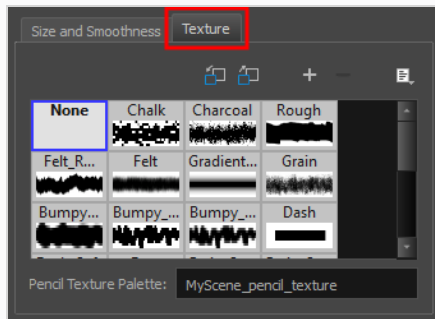 Size and Smoothness Texture
None Chalk Charcoal Rough
Felt_R... Felt Gradient... Grain
Bumpy... Bumpy_... Bumpy_... Dash
Pencil Texture Palette: MyScene_pencil_texture